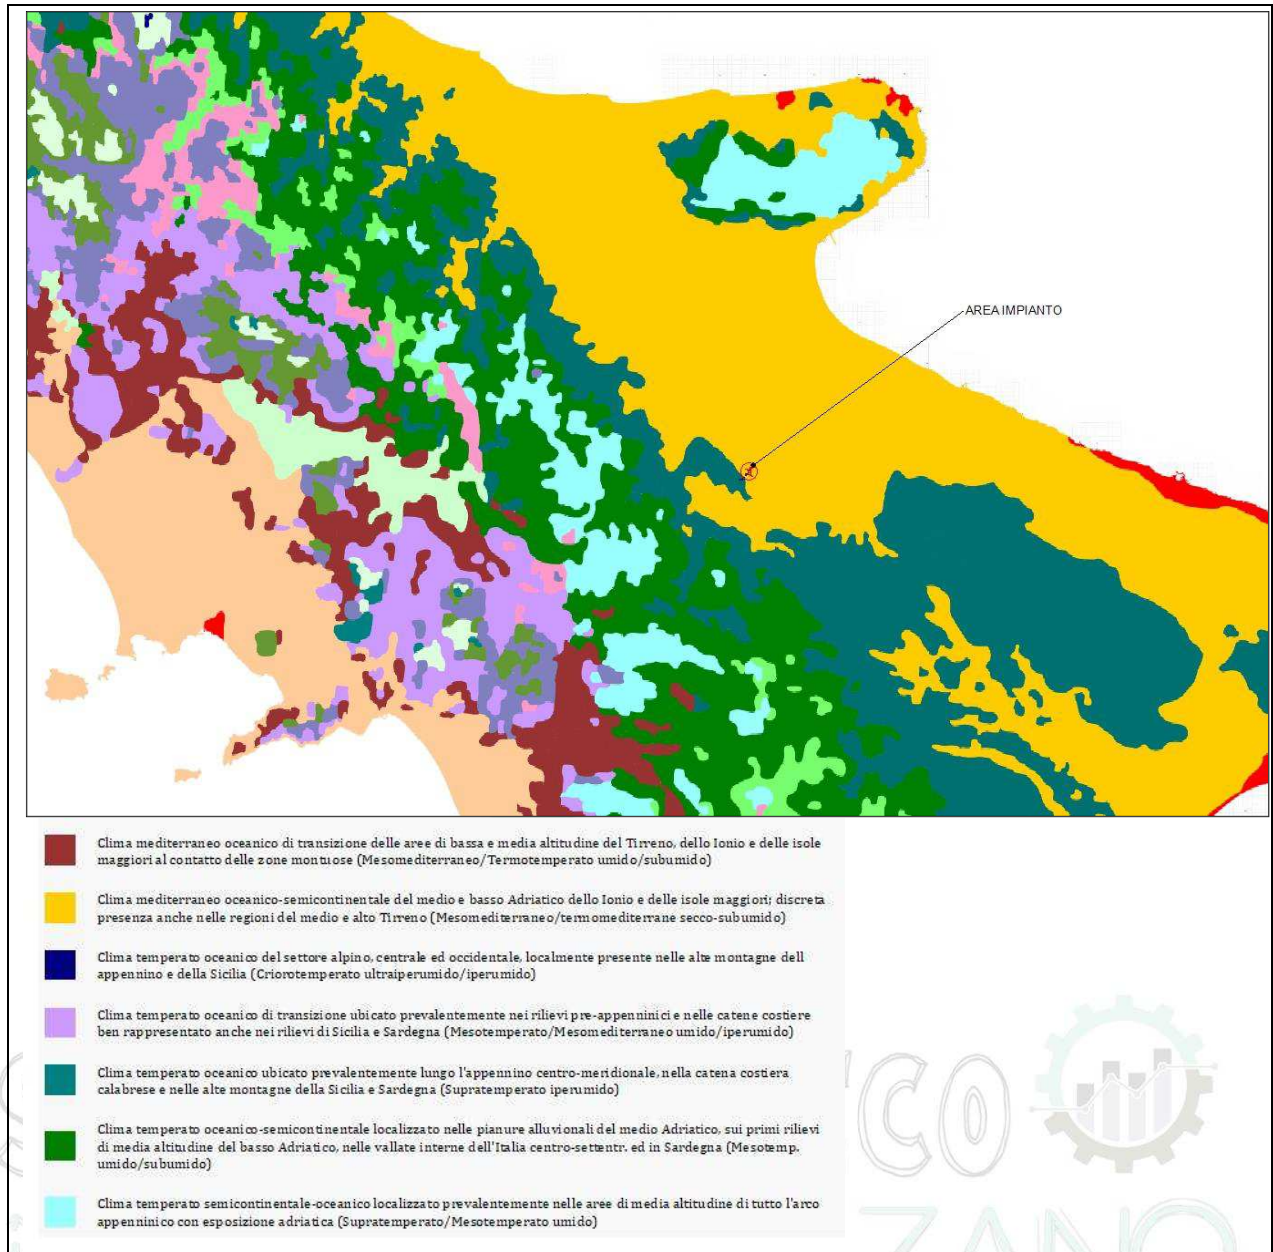 AREA IMPIANTO
Clima mediterraneo oceanico di transizione delle aree di bassa e media altitudine del Tirreno, dello Ionio e delle isole
maggiori al contatto delle zone montuose (Mesomediterraneo/Termotemperato umido/subumido)
Clima mediterraneo oceanico-semicontinentale del medio e basso Adriatico dello Ionio e delle isole maggiori; discreta
presenza anche nelle regioni del medio e alto Tirreno (Mesomediterraneo/termomediterrane secco-subumido)
Clima temperato oceanico del settore alpino, centrale ed occidentale, localmente presente nelle alte montagne dell
appennino e della Sicilia (Criorotemperato ultraiperumido/iperumido)
Clima temperato oceanico di transizione ubicato prevalentemente nei rilievi pre-appenninici e nelle catene costiere
ben rappresentato anche nei rilievi di Sicilia e Sardegna (Mesotemperato/Mesomediterraneo umido/iperumido)
Clima temperato oceanico ubicato prevalentemente lungo l'appennino centro-meridionale, nella catena costiera
calabrese e nelle alte montagne della Sicilia e Sardegna (Supratemperato iperumido)
Clima temperato oceanico-semicontinentale localizzato nelle pianure alluvionali del medio Adriatico, sui primi rilievi
di media altitudine del basso Adriatico, nelle vallate interne dell'Italia centro-settentr. ed in Sardegna (Mesotemp.
umido/subumido)
Clima temperato semicontinentale-oceanico localizzato prevalentemente nelle aree di media altitudine di tutto l'arco
appenninico con esposizione adriatica (Supratemperato/Mesotemperato umido)